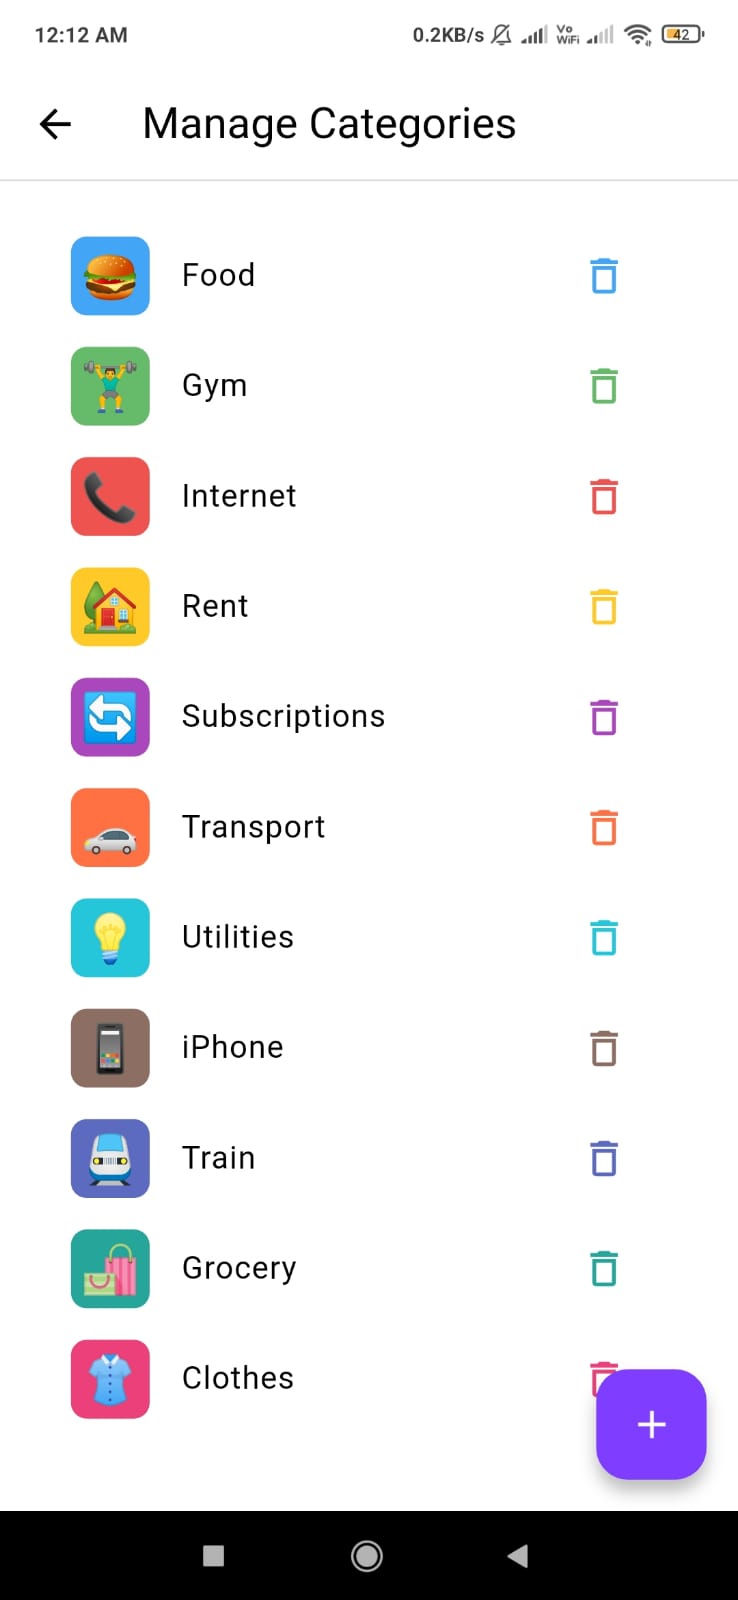 12:12 AM 0.2KB/s Vo WiFi 42
Manage Categories
Food
Gym
Internet
Rent
Subscriptions
Transport
Utilities
iPhone
Train
Grocery
Clothes